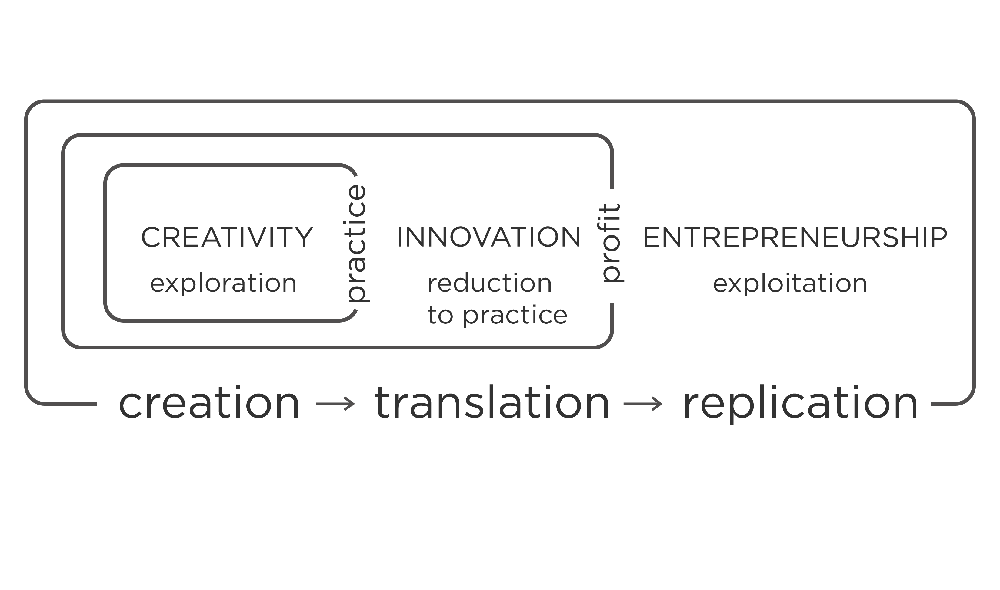 CREATIVITY
exploration
practice
INNOVATION
reduction
to practice
profit
ENTREPRENEURSHIP
exploitation
creation → translation → replication